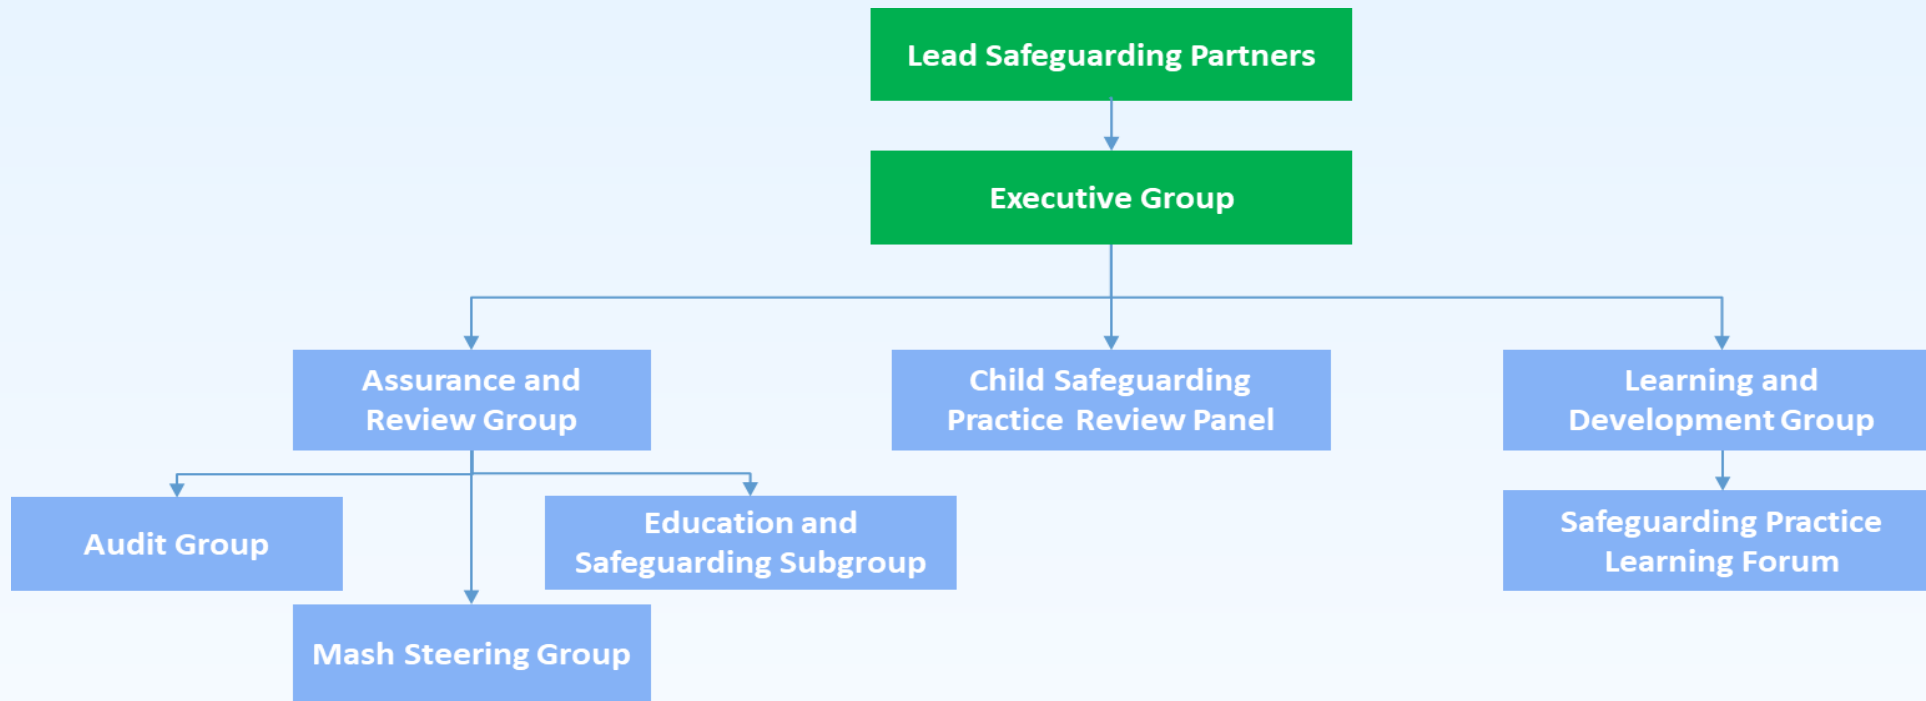 Lead Safeguarding Partners
Executive Group
Assurance and
Review Group
Child Safeguarding
Practice Review Panel
Learning and
Development Group
Audit Group
Education and
Safeguarding Subgroup
Safeguarding Practice
Learning Forum
Mash Steering Group